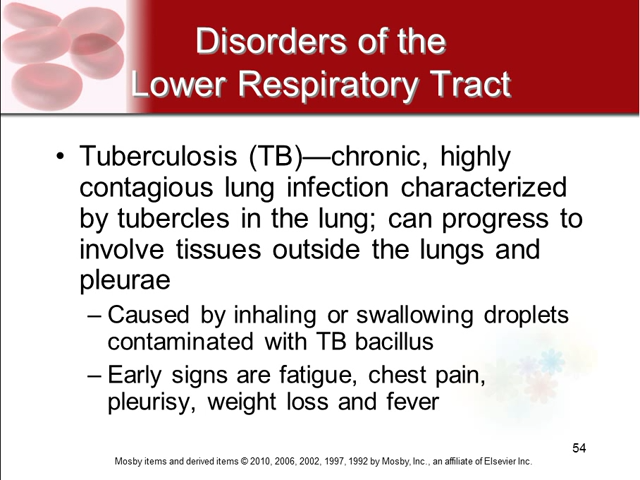 Disorders of the
Lower Respiratory Tract
• Tuberculosis (TB)—chronic, highly
contagious lung infection characterized
by tubercles in the lung; can progress to
involve tissues outside the lungs and
pleurae
– Caused by inhaling or swallowing droplets
contaminated with TB bacillus
– Early signs are fatigue, chest pain,
pleurisy, weight loss and fever
54
Mosby items and derived items © 2010, 2006, 2002, 1997, 1992 by Mosby, Inc., an affiliate of Elsevier Inc.